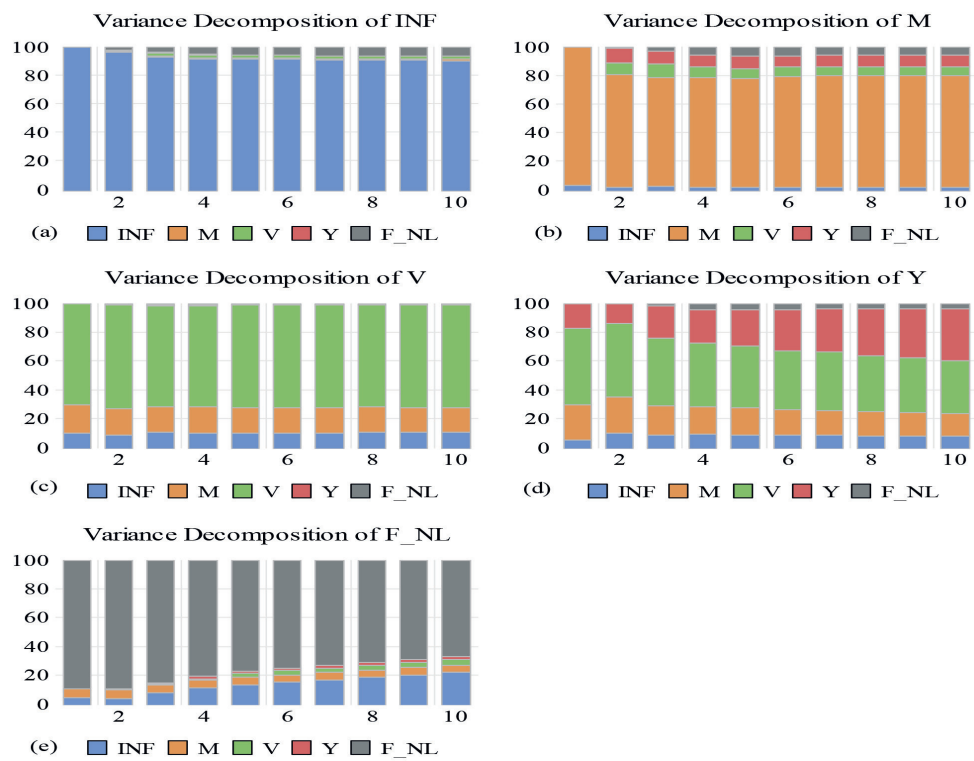 Variance Decomposition of INF
100
80
60
40
20
0
2 4 6 8 10
(a) INF M V Y F_NL
Variance Decomposition of M
100
80
60
40
20
0
2 4 6 8 10
(b) INF M V Y F_NL
Variance Decomposition of V
100
80
60
40
20
0
2 4 6 8 10
(c) INF M V Y F_NL
Variance Decomposition of Y
100
80
60
40
20
0
2 4 6 8 10
(d) INF M V Y F_NL
Variance Decomposition of F_NL
100
80
60
40
20
0
2 4 6 8 10
(e) INF M V Y F_NL